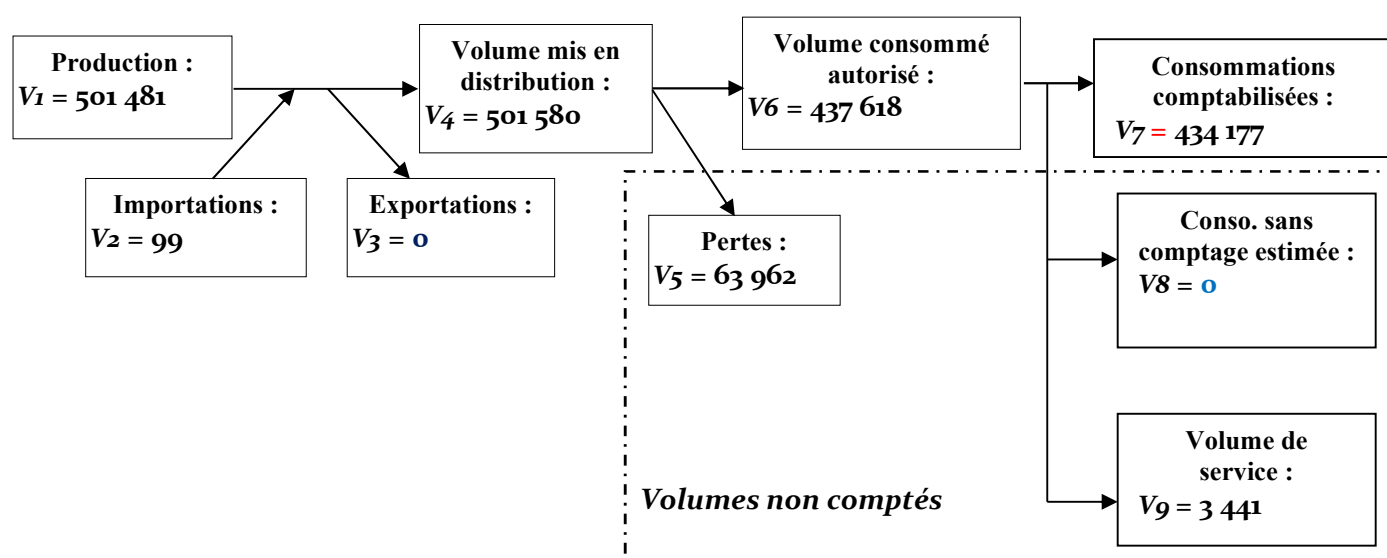 Production :
V1 = 501 481
Volume mis en
distribution :
V4 = 501 580
Volume consommé
autorisé :
V6 = 437 618
Consommations
comptabilisées :
V7 = 434 177
Importations :
V2 = 99
Exportations :
V3 = 0
Pertes :
V5 = 63 962
Conso. sans
comptage estimée :
V8 = 0
Volume de
service :
V9 = 3 441
Volumes non comptés